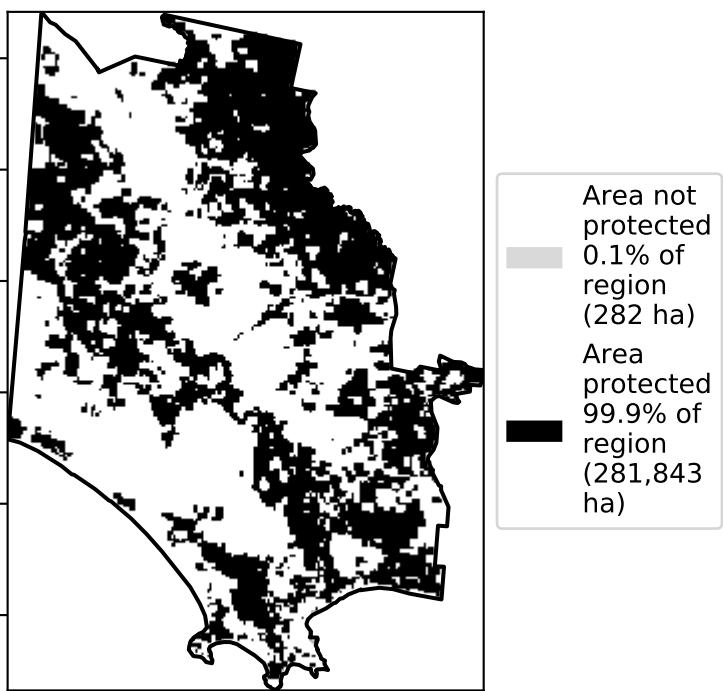 Area not
protected
0.1% of
region
(282 ha)
Area
protected
99.9% of
region
(281,843
ha)